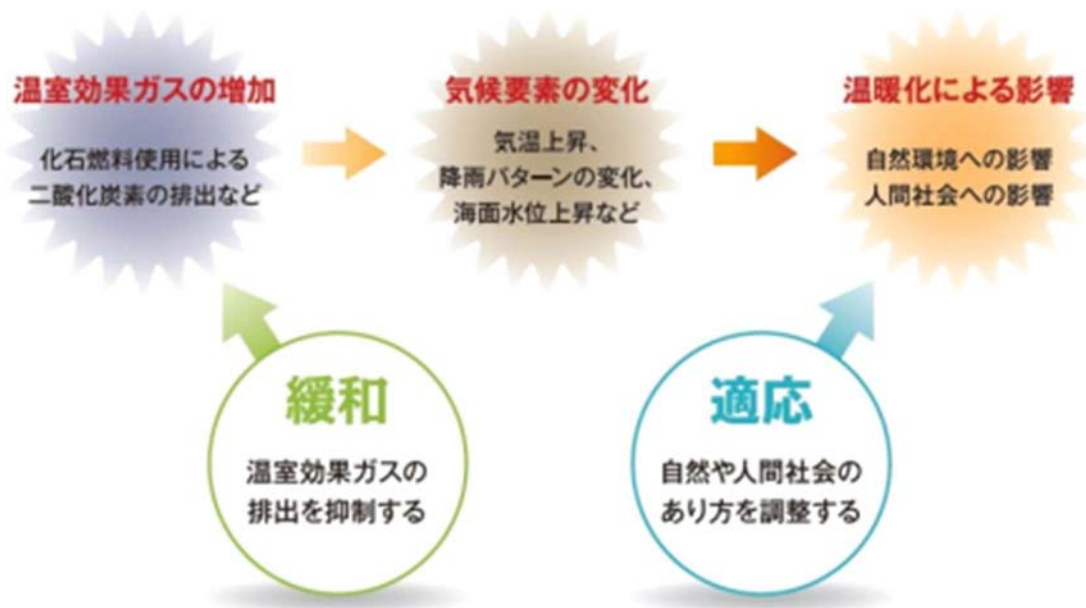 温室効果ガスの増加
化石燃料使用による
二酸化炭素の排出など
気候要素の変化
気温上昇、
降雨パターンの変化、
海面水位上昇など
温暖化による影響
自然環境への影響
人間社会への影響
緩和
温室効果ガスの
排出を抑制する
適応
自然や人間社会の
あり方を調整する